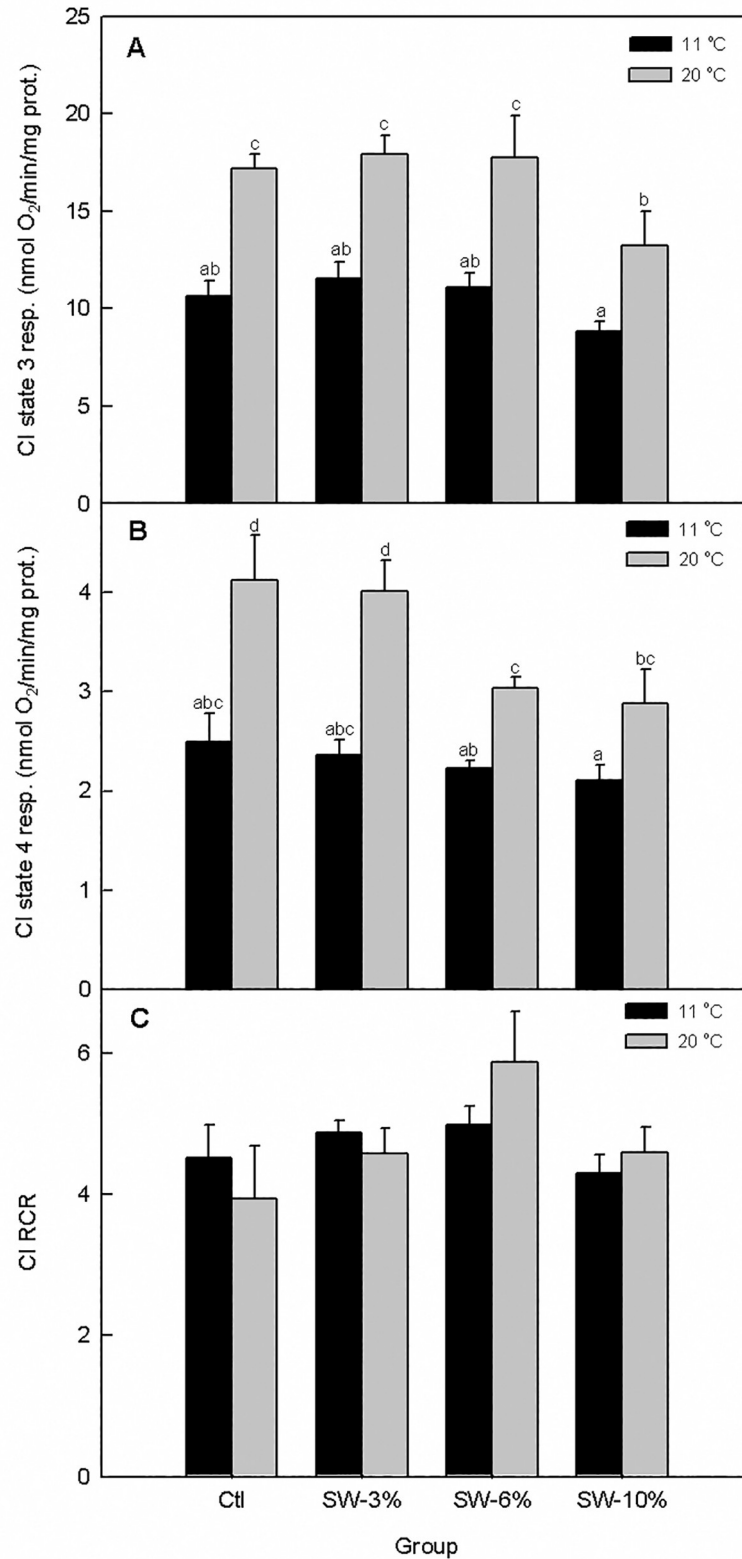 CI state 3 resp. (nmol O₂/min/mg prot.)
25
20
15
10
5
0
A
11 °C
20 °C
ab
c
ab
c
ab
c
a
b
CI state 4 resp. (nmol O₂/min/mg prot.)
4
3
2
1
0
B
11 °C
20 °C
abc
d
abc
d
ab
c
a
bc
CI RCR
6
4
2
0
C
11 °C
20 °C
Ctl SW-3% SW-6% SW-10%
Group